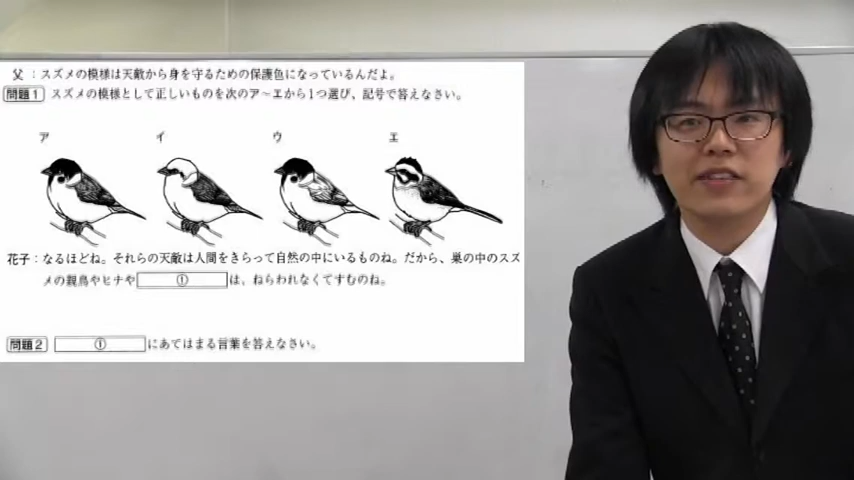 父：スズメの模様は天敵から身を守るための保護色になっているんだよ。
問題1 スズメの模様として正しいものを次のア～エから1つ選び、記号で答えなさい。
ア イ ウ エ
花子：なるほどね。それらの天敵は人間をきらって自然の中にいるものね。だから、巣の中のスズ
メの親鳥やヒナや ① は、ねらわれなくてすむのね。
問題2 ① にあてはまる言葉を答えなさい。